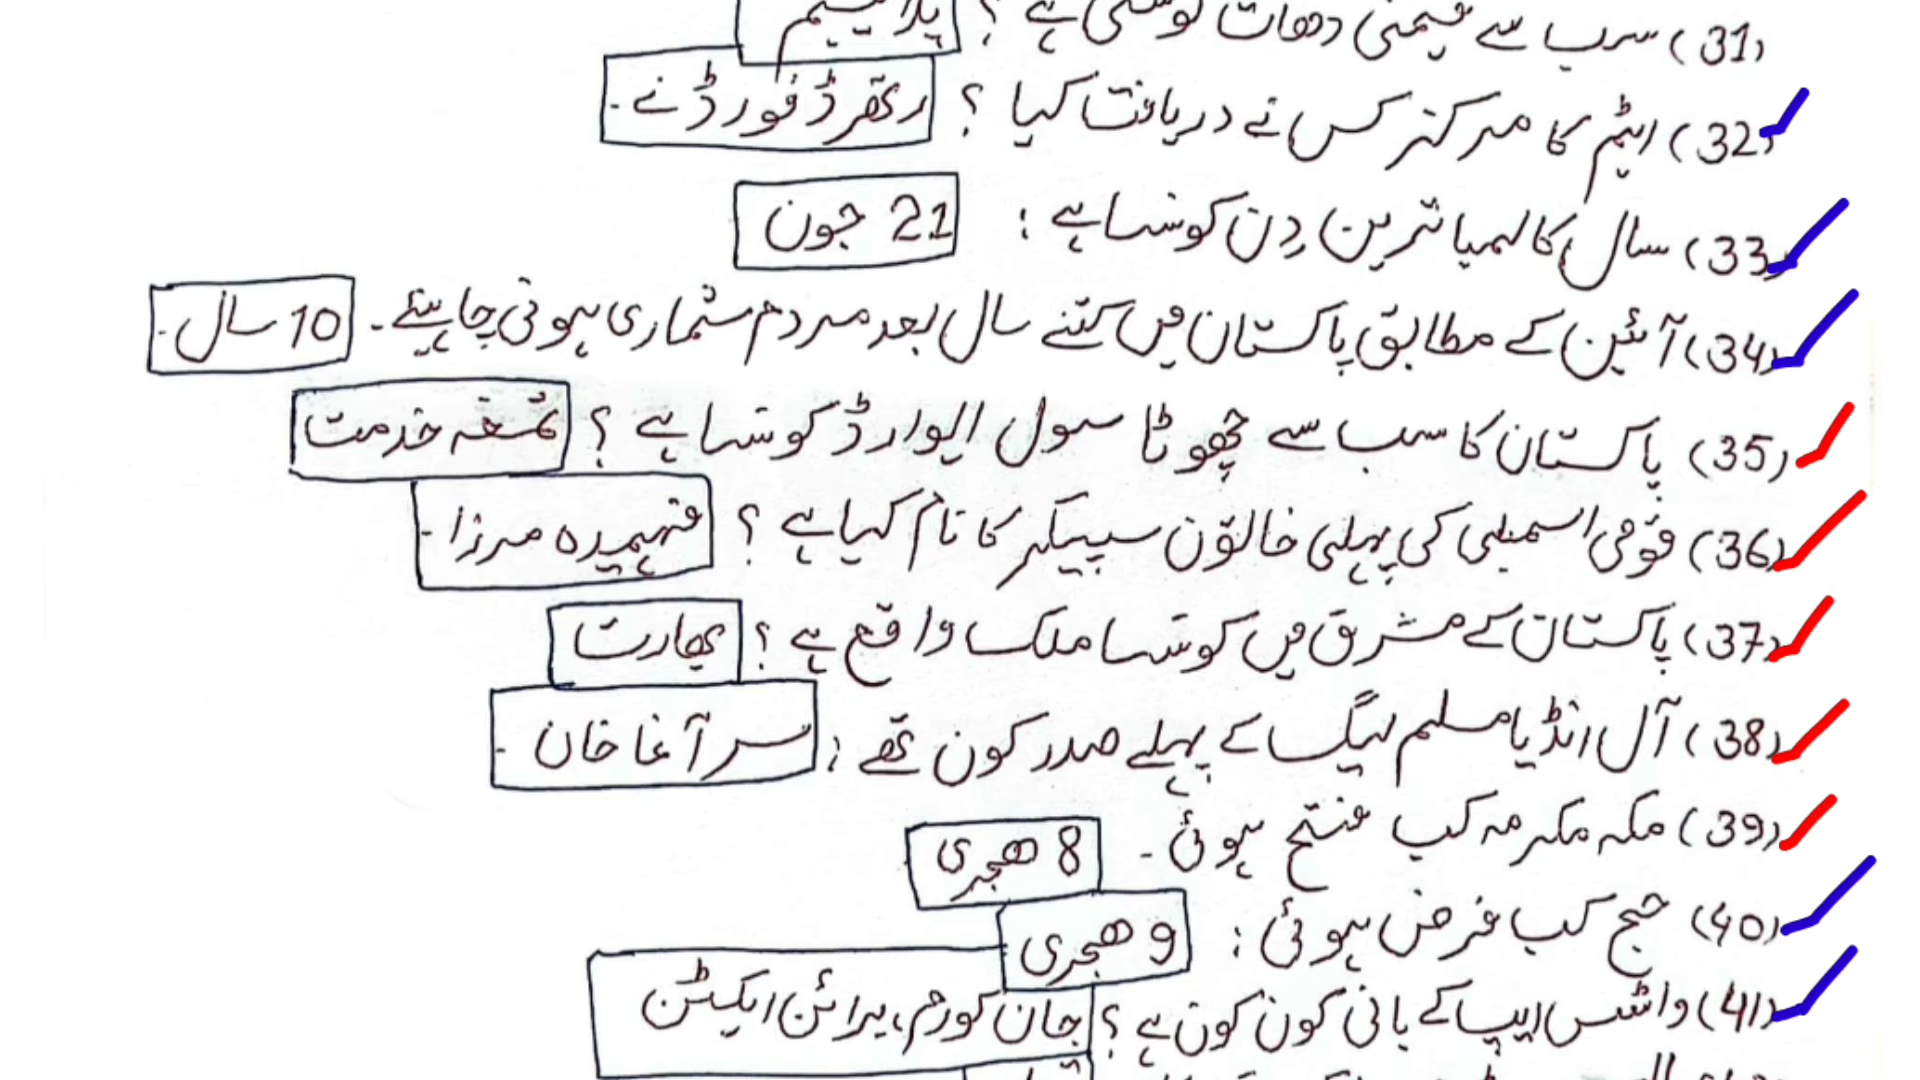 (31) سب سے قیمتی دھات کونسی ہے ؟ پلاٹینیم
(32) ایٹم کا مرکز کس نے دریافت کیا ؟ ریتھرڈ فورڈ نے۔
(33) سال کا لمبا ترین دِن کونسا ہے : 21 جون
(34) آئین کے مطابق پاکستان میں کتنے سال بعد مردم شماری ہونی چاہیئے۔ 10 سال۔
(35) پاکستان کا سب سے چھوٹا سول ایوارڈ کونسا ہے ؟ تمغہ خدمت
(36) قومی اسمبلی کی پہلی خاتون سپیکر کا نام کیا ہے ؟ فہمیدہ مرزا۔
(37) پاکستان کے مشرق میں کونسا ملک واقع ہے ؟ بھارت
(38) آل انڈیا مسلم لیگ کے پہلے صدر کون تھے : سر آغا خان ۔
(39) مکہ مکرمہ کب فتح ہوئی ۔ 8 ھجری
(40) حج کب فرض ہوئی : 9 ھجری
(41) واٹس ایپ کے بانی کون کون ہے ؟ جان کورم، برائن ایکٹن